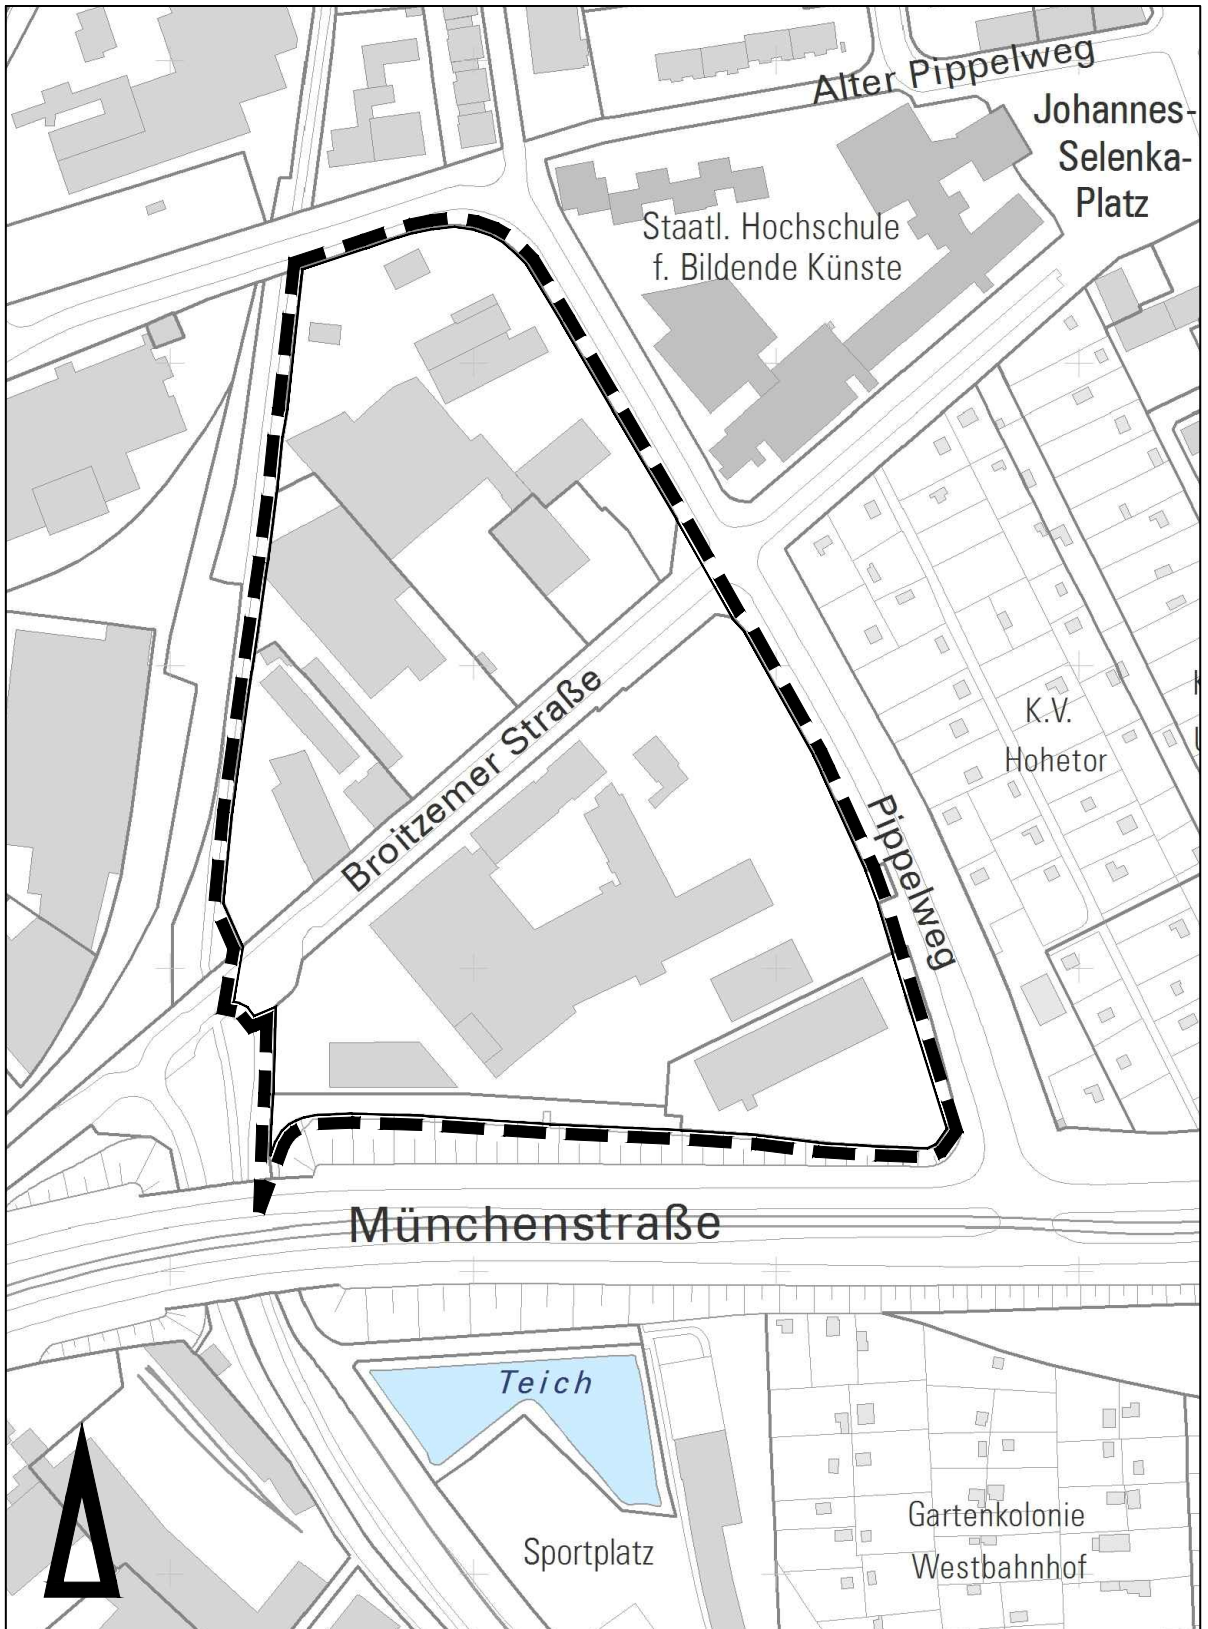 Alter Pippelweg
Johannes-
Selenka-
Platz
Staatl. Hochschule
f. Bildende Künste
K.V.
Hohetor
Broitzemer Straße
Pippelweg
Münchenstraße
Teich
Sportplatz
Gartenkolonie
Westbahnhof